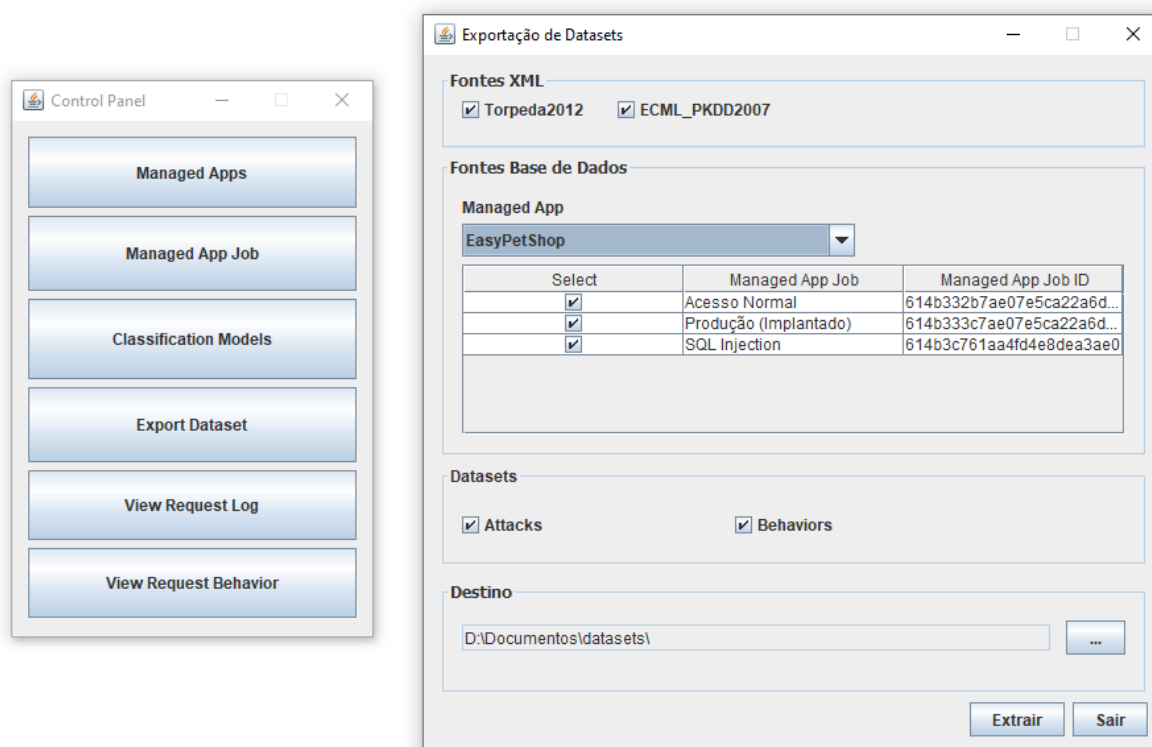 Control Panel
Managed Apps
Managed App Job
Classification Models
Export Dataset
View Request Log
View Request Behavior
Exportação de Datasets
Fontes XML
Torpeda2012 ECML_PKDD2007
Fontes Base de Dados
Managed App
EasyPetShop
Select Managed App Job Managed App Job ID
Acesso Normal 614b332b7ae07e5ca22a6d...
Produção (Implantado) 614b333c7ae07e5ca22a6d...
SQL Injection 614b3c761aa4fd4e8dea3ae0
Datasets
Attacks Behaviors
Destino
D:\Documentos\datasets\ ...
Extrair Sair